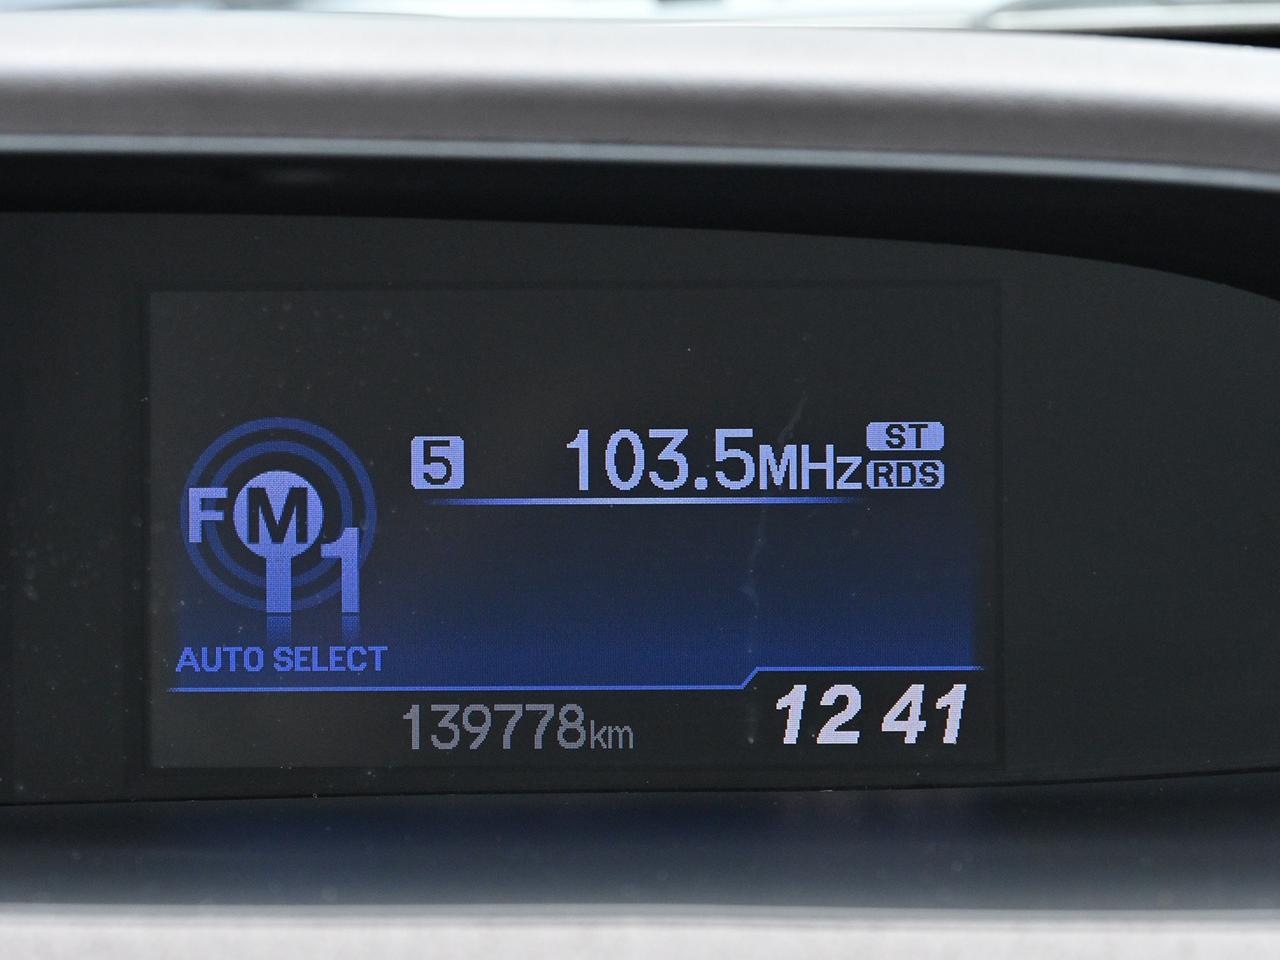 5 103.5MHz ST
RDS
FM1
AUTO SELECT
139778km 12 41